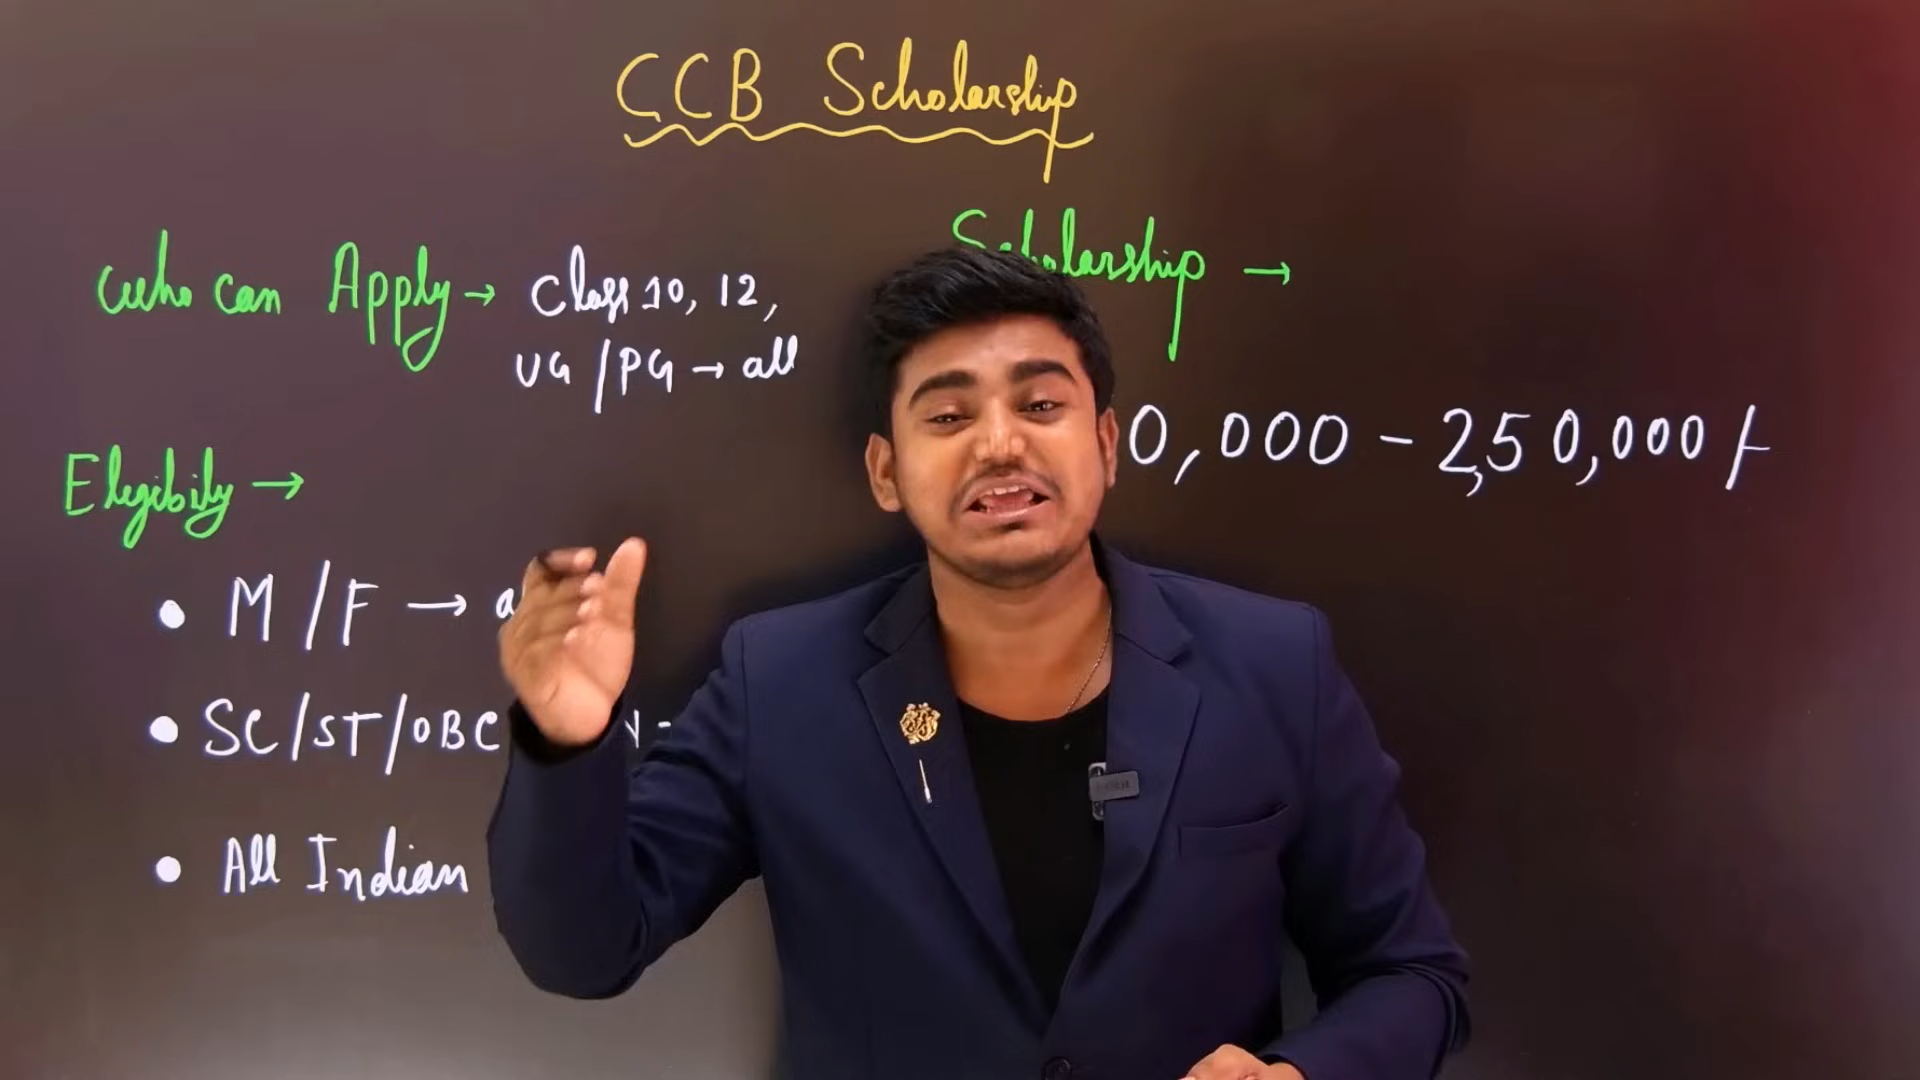 CCB Scholarship
Who can Apply → Class 10, 12,
UG / PG → all
Eligibility →
• M / F →
• SC / ST / OBC
• All Indian
Scholarship →
0,000 - 2,50,000 /-